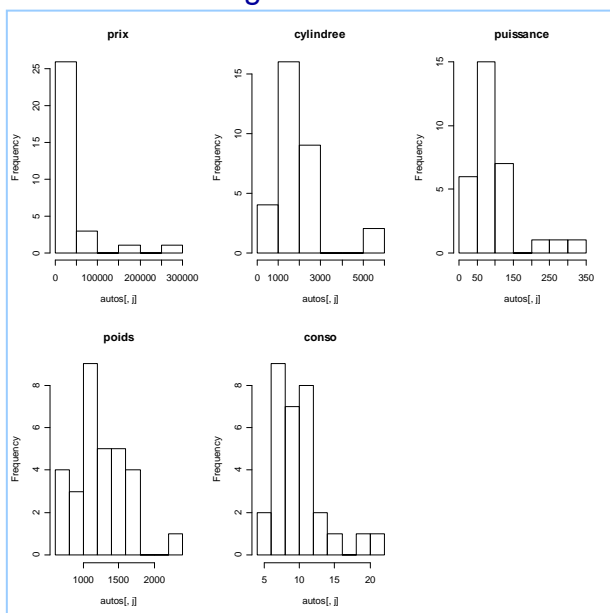 g
prix
Frequency
0 5 10 15 20 25
0 100000 200000 300000
autos[, j]
cylindree
Frequency
0 5 10 15
0 1000 3000 5000
autos[, j]
puissance
Frequency
0 5 10 15
0 50 150 250 350
autos[, j]
poids
Frequency
0 2 4 6 8
1000 1500 2000
autos[, j]
conso
Frequency
0 2 4 6 8
5 10 15 20
autos[, j]